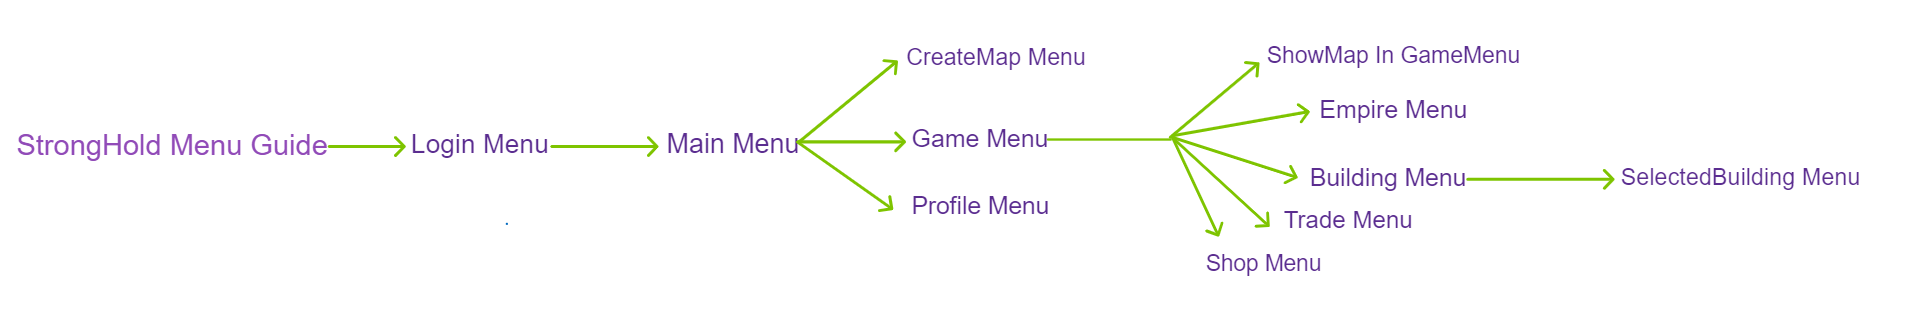 StrongHold Menu Guide
Login Menu
Main Menu
CreateMap Menu
Game Menu
Profile Menu
ShowMap In GameMenu
Empire Menu
Building Menu
Trade Menu
Shop Menu
SelectedBuilding Menu